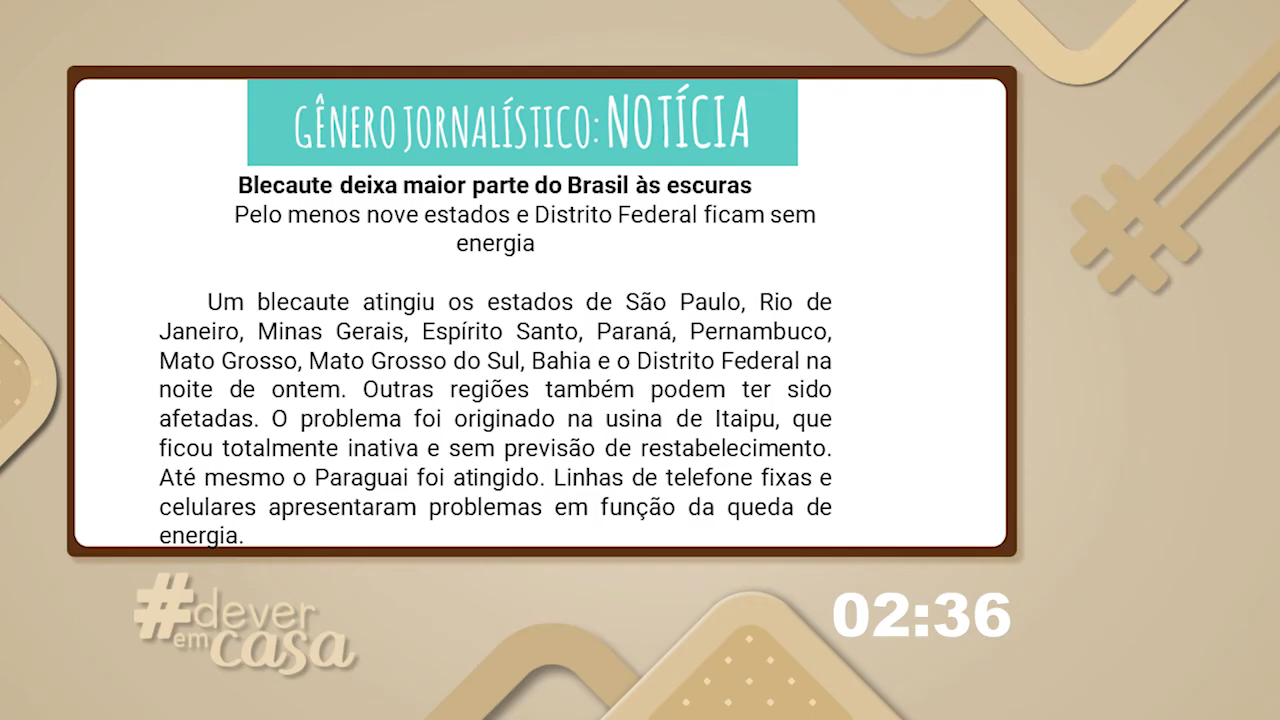 GÊNERO JORNALÍSTICO: NOTÍCIA
Blecaute deixa maior parte do Brasil às escuras
Pelo menos nove estados e Distrito Federal ficam sem
energia
Um blecaute atingiu os estados de São Paulo, Rio de
Janeiro, Minas Gerais, Espírito Santo, Paraná, Pernambuco,
Mato Grosso, Mato Grosso do Sul, Bahia e o Distrito Federal na
noite de ontem. Outras regiões também podem ter sido
afetadas. O problema foi originado na usina de Itaipu, que
ficou totalmente inativa e sem previsão de restabelecimento.
Até mesmo o Paraguai foi atingido. Linhas de telefone fixas e
celulares apresentaram problemas em função da queda de
energia.
#dever
em casa
02:36